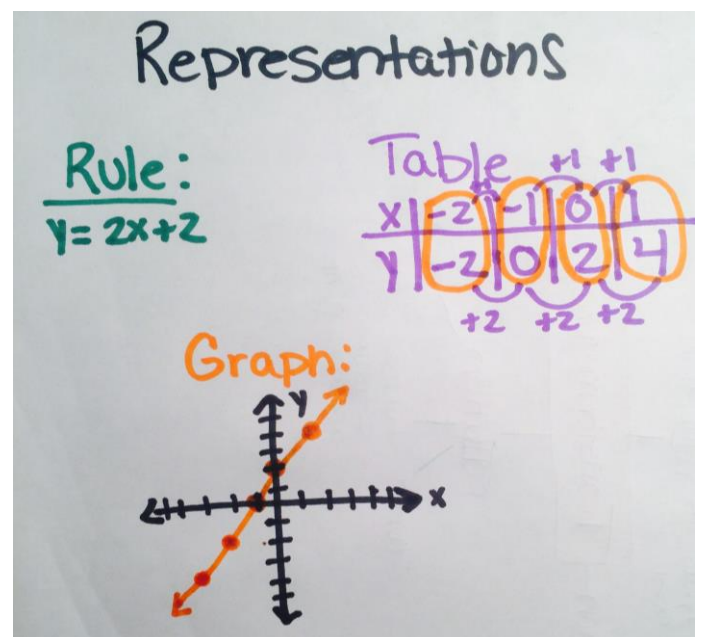 Representations
Rule:
y = 2x+2
Table
+1 +1 +1
X -2 -1 0 1
y -2 0 2 4
+2 +2 +2
Graph:
y
x